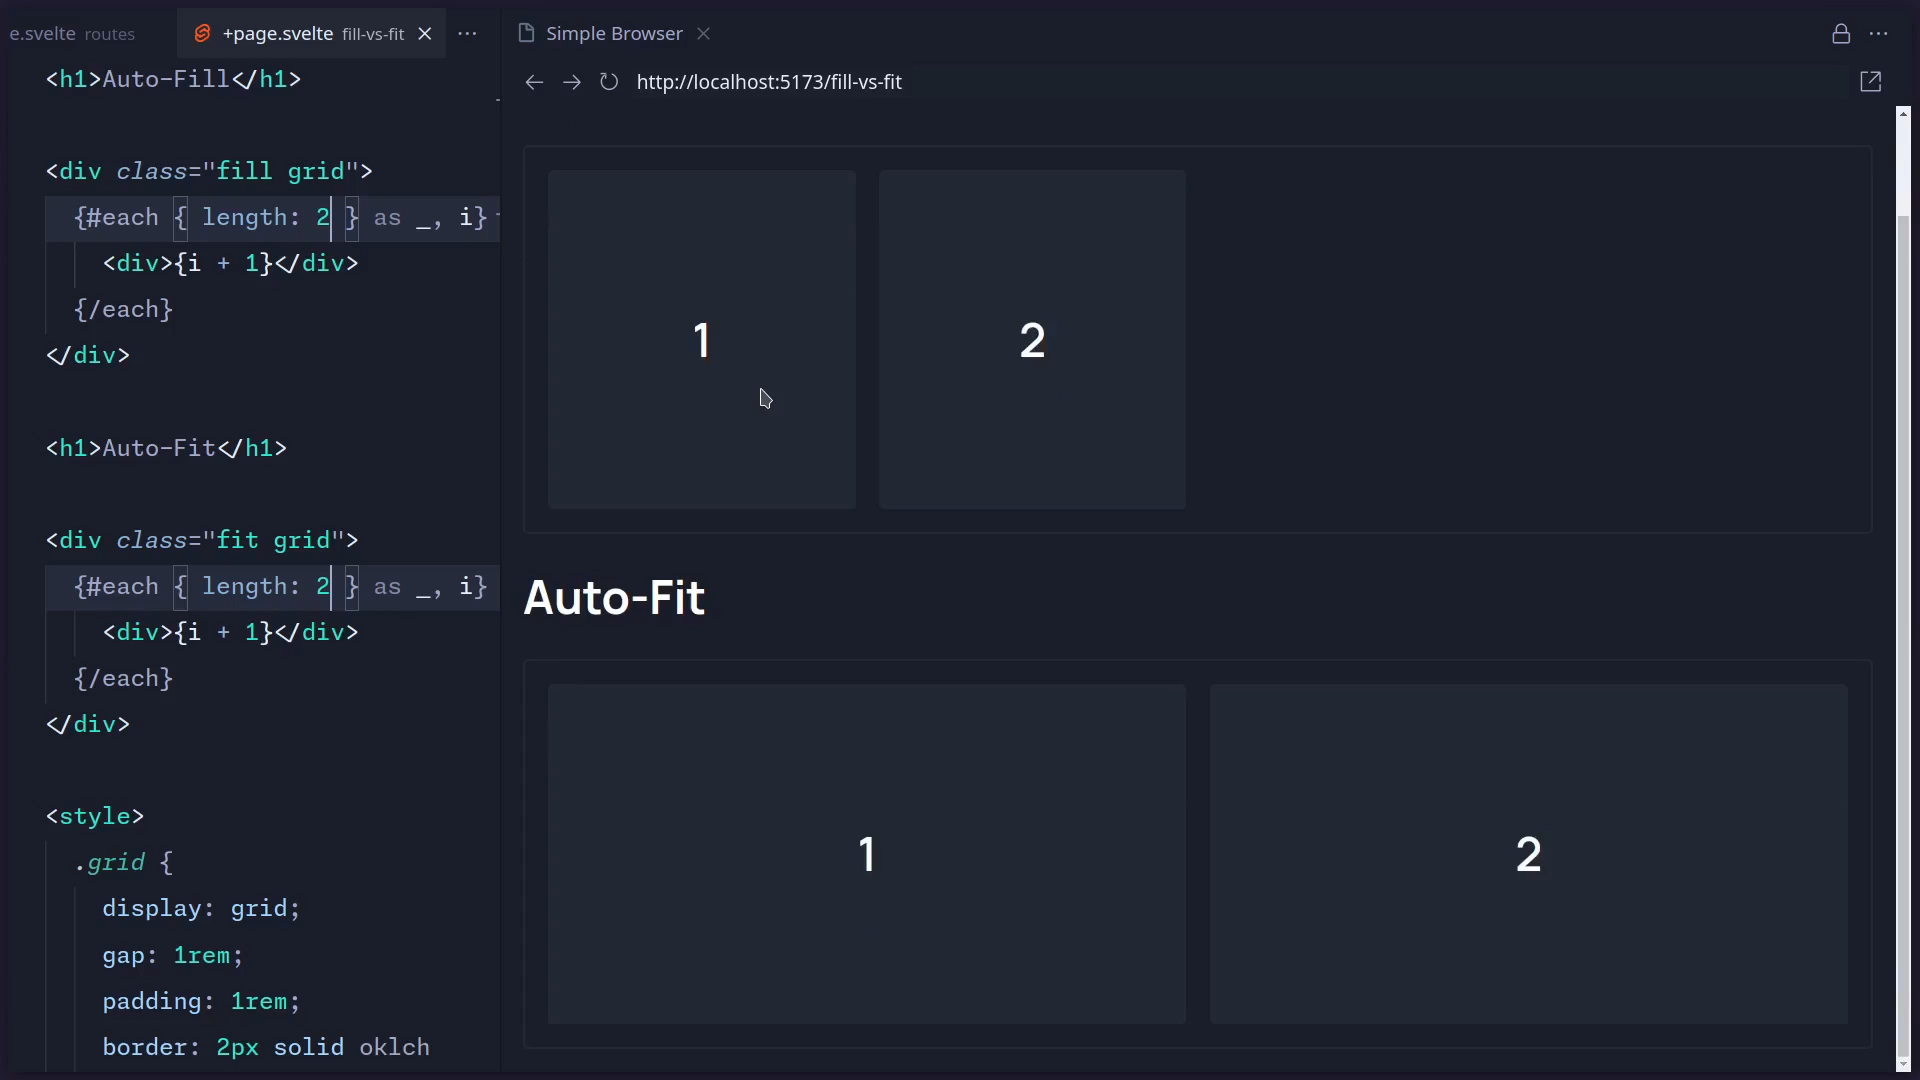 e.svelte routes
+page.svelte fill-vs-fit
Simple Browser
http://localhost:5173/fill-vs-fit
<h1>Auto-Fill</h1>
<div class="fill grid">
{#each { length: 2 } as _, i}
<div>{i + 1}</div>
{/each}
</div>
<h1>Auto-Fit</h1>
<div class="fit grid">
{#each { length: 2 } as _, i}
<div>{i + 1}</div>
{/each}
</div>
<style>
.grid {
display: grid;
gap: 1rem;
padding: 1rem;
border: 2px solid oklch
1
2
Auto-Fit
1
2